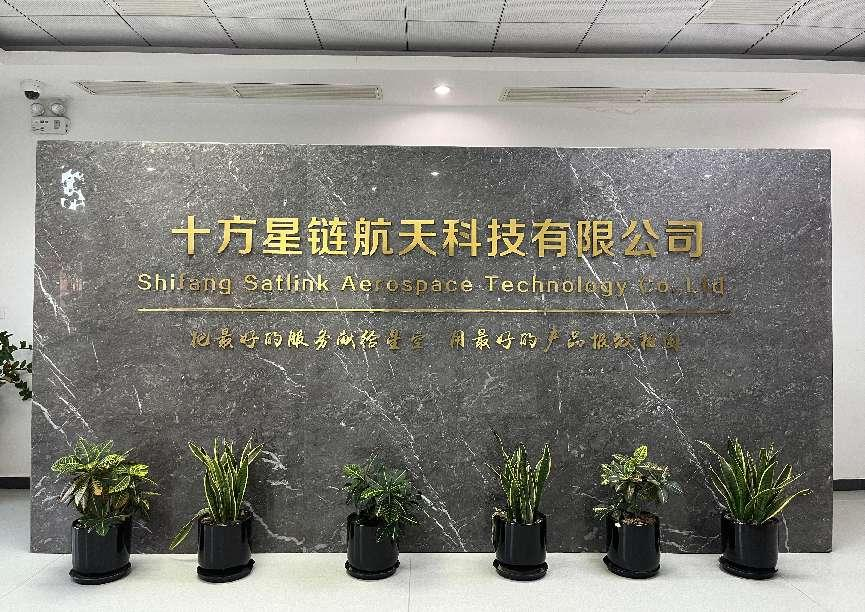 十方星链航天科技有限公司
Shifang Satlink Aerospace Technology Co.,Ltd.
把最好的服务献给星空 用最好的产品报效祖国